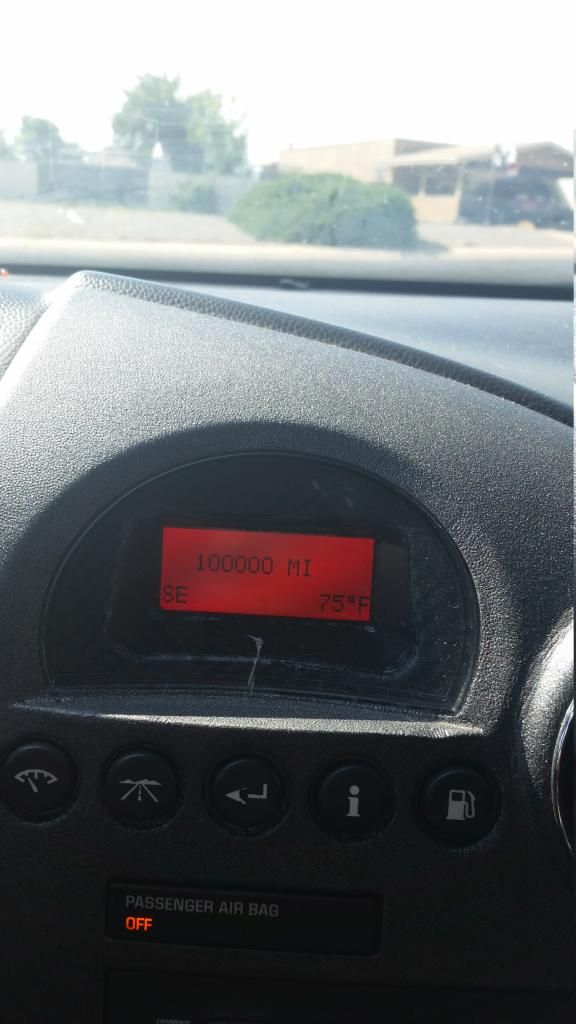 100000 MI
SE 75°F
PASSENGER AIR BAG
OFF